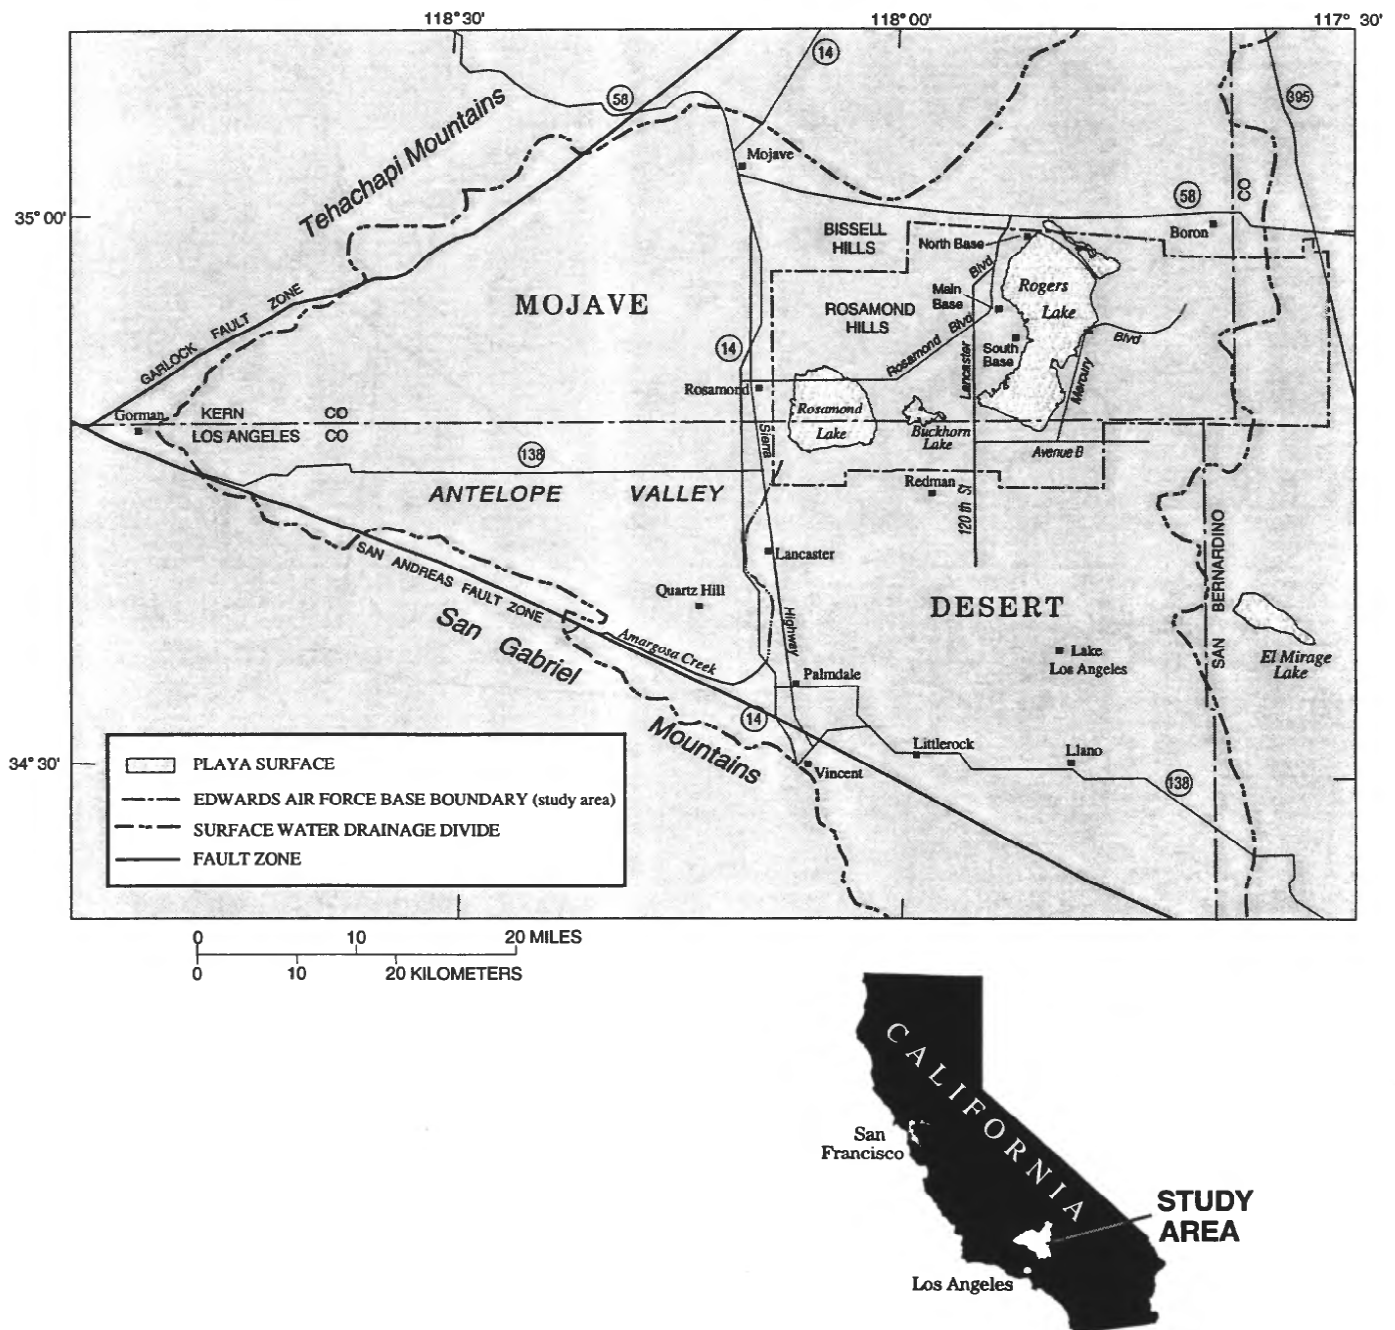 118°30'
118°00'
117° 30'
14
58
395
Tehachapi Mountains
Mojave
CO
58
35° 00'
BISSELL
HILLS
North Base
Boron
Blvd
GARLOCK FAULT ZONE
MOJAVE
Main
Base
Rogers
Lake
ROSAMOND
HILLS
14
Rosamond Blvd
Lancaster
South
Base
Blvd
Mercury
Rosamond
Gorman
KERN CO
LOS ANGELES CO
Rosamond
Lake
Buckhorn
Lake
Sierra
Avenue B
138
ANTELOPE VALLEY
Redman
120 th St
SAN BERNARDINO
SAN ANDREAS FAULT ZONE
Lancaster
Quartz Hill
DESERT
Highway
San Gabriel Mountains
Amargosa Creek
Lake
Los Angeles
El Mirage
Lake
Palmdale
14
Littlerock
Llano
Vincent
138
34° 30'
PLAYA SURFACE
EDWARDS AIR FORCE BASE BOUNDARY (study area)
SURFACE WATER DRAINAGE DIVIDE
FAULT ZONE
0 10 20 MILES
0 10 20 KILOMETERS
CALIFORNIA
San
Francisco
STUDY
AREA
Los Angeles